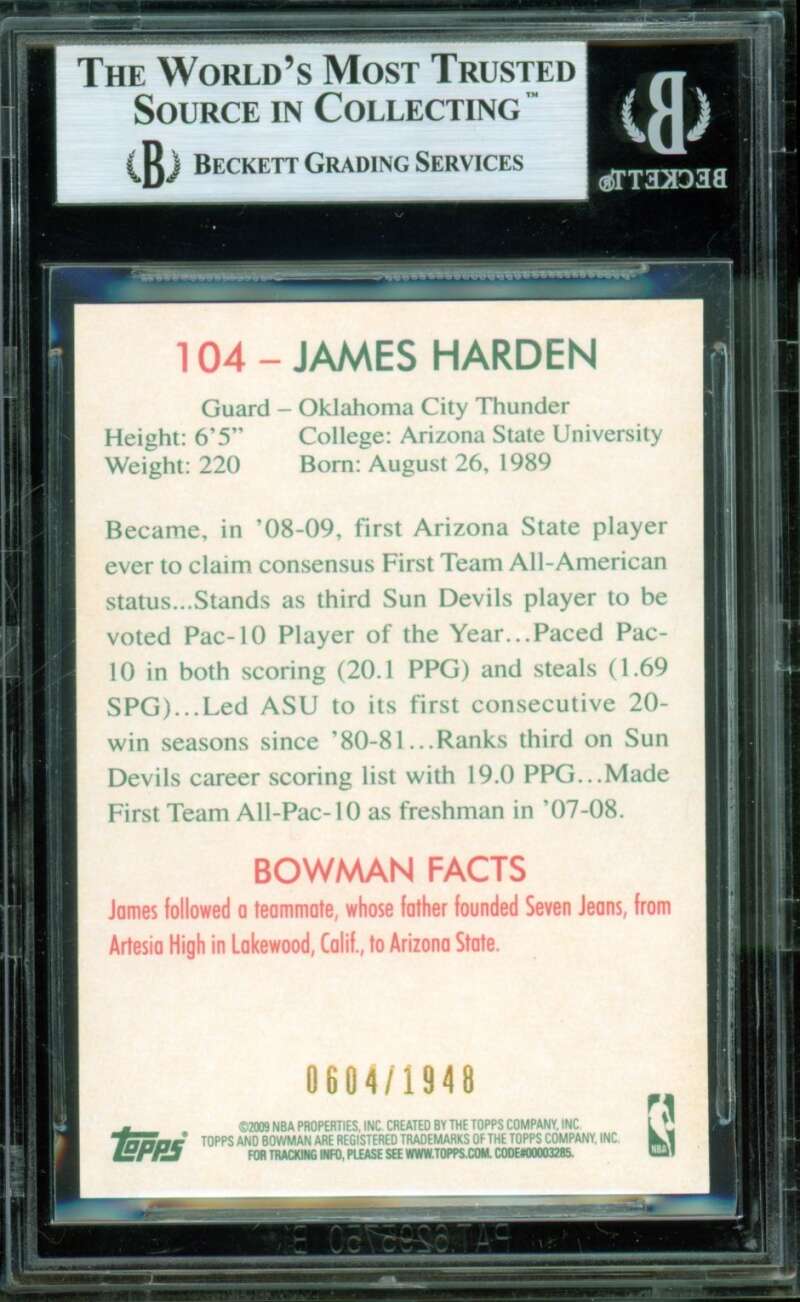 THE WORLD'S MOST TRUSTED
SOURCE IN COLLECTING™
B BECKETT GRADING SERVICES
B
BECKETT®
104 – JAMES HARDEN
Guard – Oklahoma City Thunder
Height: 6'5" College: Arizona State University
Weight: 220 Born: August 26, 1989
Became, in '08-09, first Arizona State player
ever to claim consensus First Team All-American
status...Stands as third Sun Devils player to be
voted Pac-10 Player of the Year...Paced Pac-
10 in both scoring (20.1 PPG) and steals (1.69
SPG)...Led ASU to its first consecutive 20-
win seasons since '80-81...Ranks third on Sun
Devils career scoring list with 19.0 PPG...Made
First Team All-Pac-10 as freshman in '07-08.
BOWMAN FACTS
James followed a teammate, whose father founded Seven Jeans, from
Artesia High in Lakewood, Calif., to Arizona State.
0604/1948
©2009 NBA PROPERTIES, INC. CREATED BY THE TOPPS COMPANY, INC.
TOPPS AND BOWMAN ARE REGISTERED TRADEMARKS OF THE TOPPS COMPANY, INC.
FOR TRACKING INFO, PLEASE SEE WWW.TOPPS.COM. CODE#00003285.
topps®
NBA
PAT.6295750 B